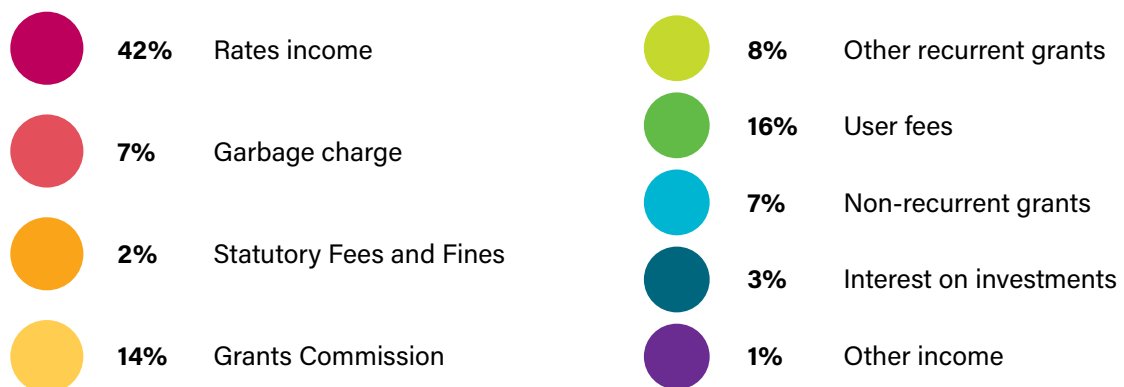 42% Rates income
7% Garbage charge
2% Statutory Fees and Fines
14% Grants Commission
8% Other recurrent grants
16% User fees
7% Non-recurrent grants
3% Interest on investments
1% Other income